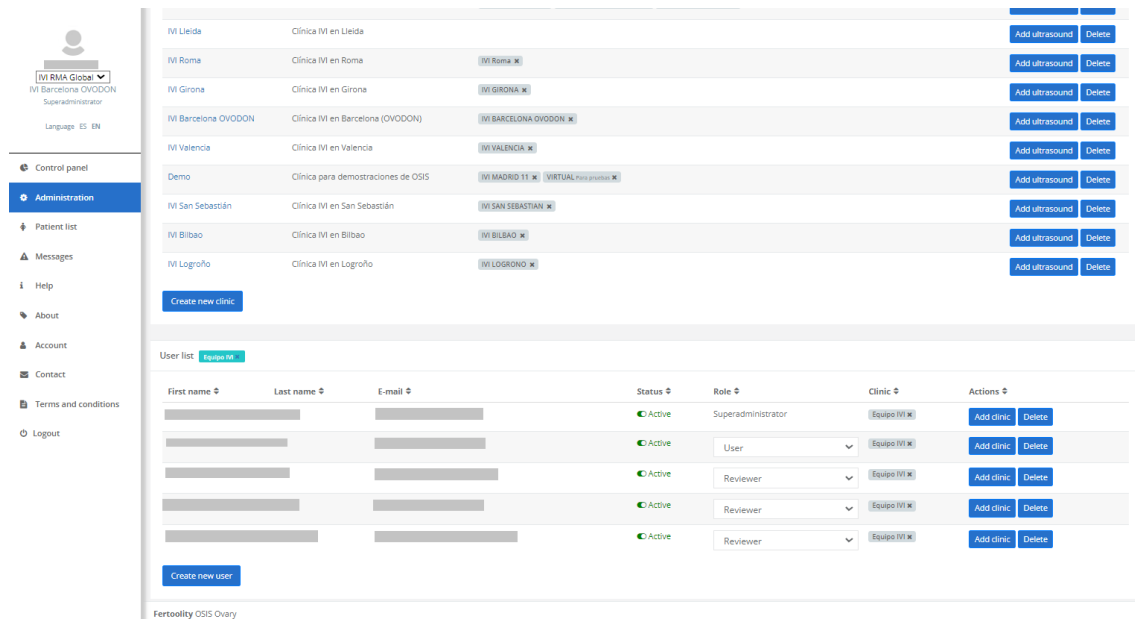 IVI RMA Global
IVI Barcelona OVODON
Superadministrator
Language ES EN
Control panel
Administration
Patient list
Messages
Help
About
Account
Contact
Terms and conditions
Logout
IVI Lleida Clínica IVI en Lleida Add ultrasound Delete
IVI Roma Clínica IVI en Roma IVI Roma x Add ultrasound Delete
IVI Girona Clínica IVI en Girona IVI GIRONA x Add ultrasound Delete
IVI Barcelona OVODON Clínica IVI en Barcelona (OVODON) IVI BARCELONA OVODON x Add ultrasound Delete
IVI Valencia Clínica IVI en Valencia IVI VALENCIA x Add ultrasound Delete
Demo Clínica para demostraciones de OSIS IVI MADRID 11 x VIRTUAL Para pruebas x Add ultrasound Delete
IVI San Sebastián Clínica IVI en San Sebastián IVI SAN SEBASTIAN x Add ultrasound Delete
IVI Bilbao Clínica IVI en Bilbao IVI BILBAO x Add ultrasound Delete
IVI Logroño Clínica IVI en Logroño IVI LOGRONO x Add ultrasound Delete
Create new clinic
User list Equipo IVI x
First name Last name E-mail Status Role Clinic Actions
Active Superadministrator Equipo IVI x Add clinic Delete
Active User Equipo IVI x Add clinic Delete
Active Reviewer Equipo IVI x Add clinic Delete
Active Reviewer Equipo IVI x Add clinic Delete
Active Reviewer Equipo IVI x Add clinic Delete
Create new user
Fertoolity OSIS Ovary